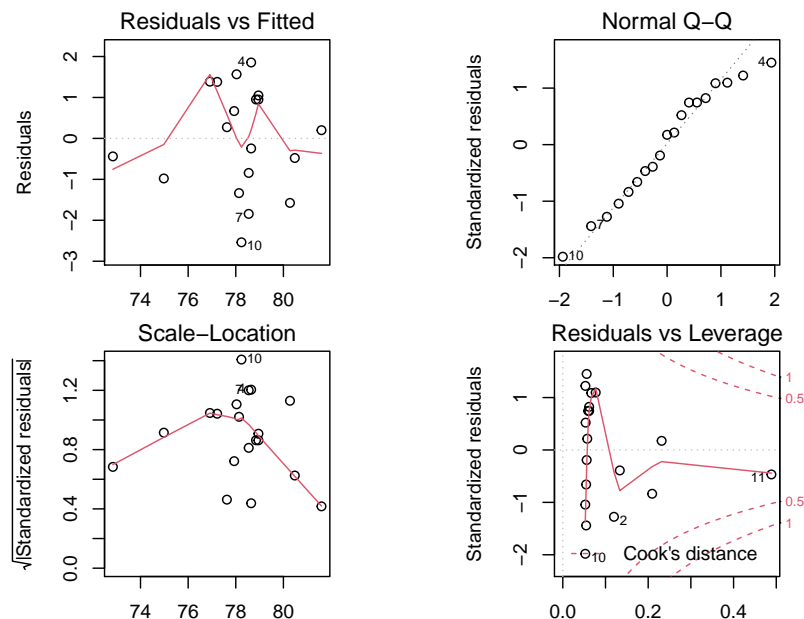 Residuals vs Fitted
Residuals
2
1
0
−1
−2
−3
4
7
10
74 76 78 80
Normal Q−Q
Standardized residuals
1
0
−1
−2
4
7
10
−2 −1 0 1 2
Scale−Location
√|Standardized residuals|
1.2
0.8
0.4
0.0
10
7
4
74 76 78 80
Residuals vs Leverage
Standardized residuals
1
0
−1
−2
1
0.5
11
0.5
1
2
10
Cook's distance
0.0 0.2 0.4